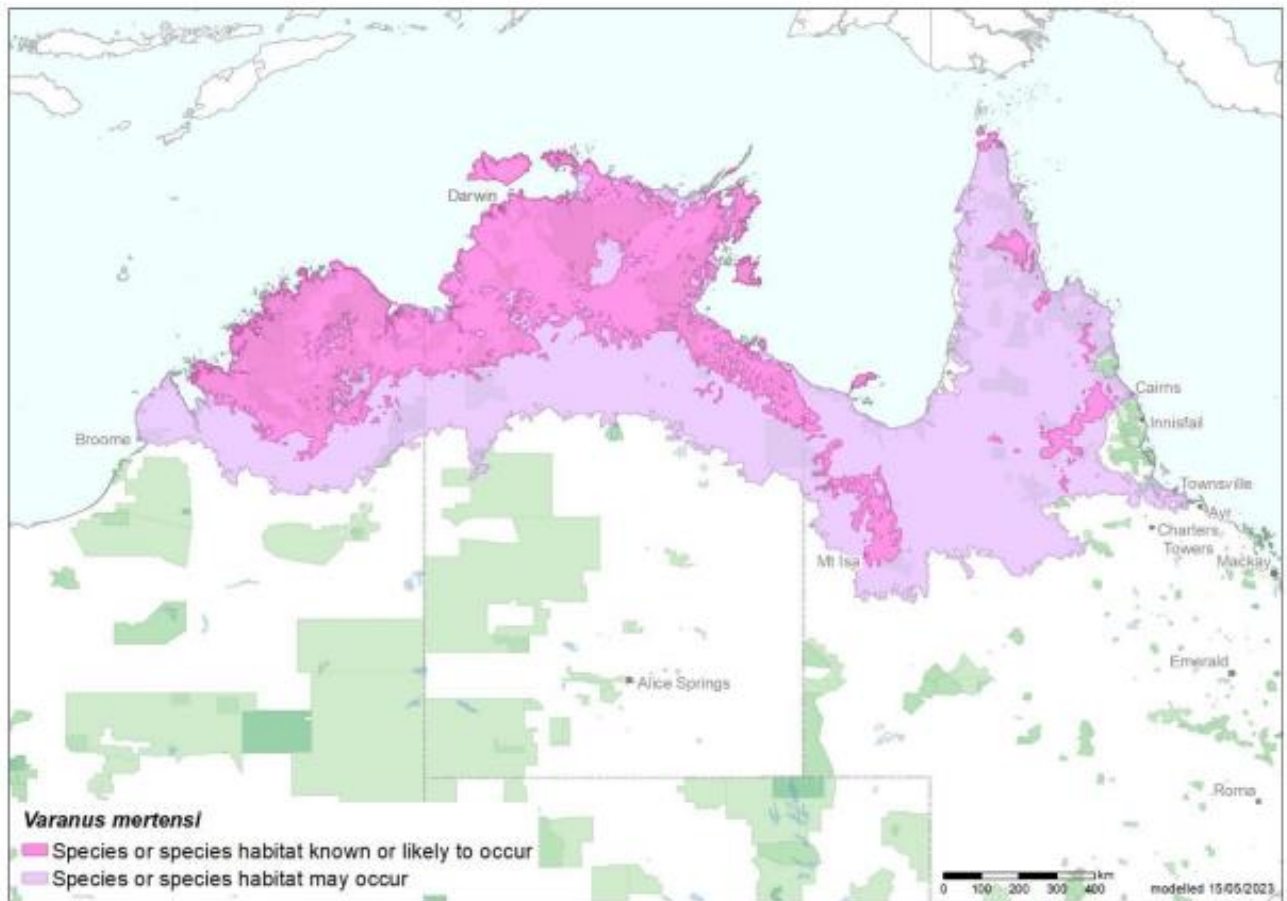 Darwin
Broome
Cairns
Innisfail
Townsville
Ayr
Charters
Towers
Mt Isa
Mackay
Emerald
Alice Springs
Roma
Varanus mertensi
Species or species habitat known or likely to occur
Species or species habitat may occur
km
0 100 200 300 400
modelled 15/05/2023